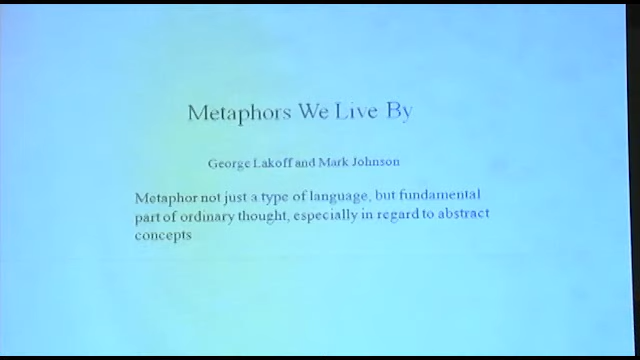 Metaphors We Live By
George Lakoff and Mark Johnson
Metaphor not just a type of language, but fundamental
part of ordinary thought, especially in regard to abstract
concepts